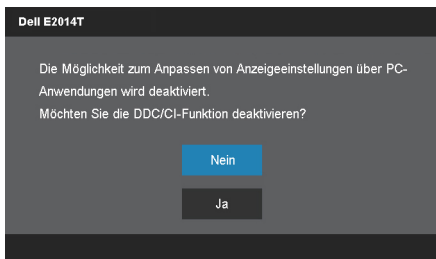 Dell E2014T
Die Möglichkeit zum Anpassen von Anzeigeeinstellungen über PC-
Anwendungen wird deaktiviert.
Möchten Sie die DDC/CI-Funktion deaktivieren?
Nein
Ja